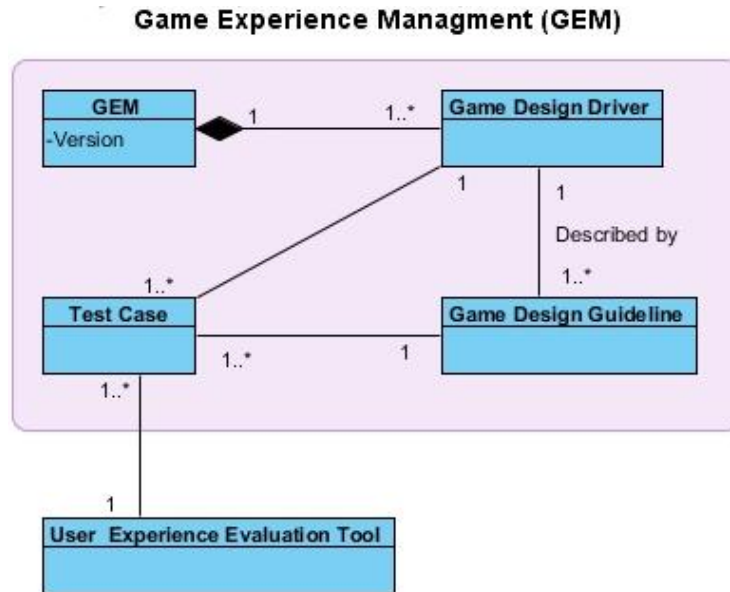 Game Experience Managment (GEM)
GEM
-Version
1
1..*
Game Design Driver
1
1
Described by
1..*
1..*
Test Case
Game Design Guideline
1..*
1
1..*
1
User Experience Evaluation Tool